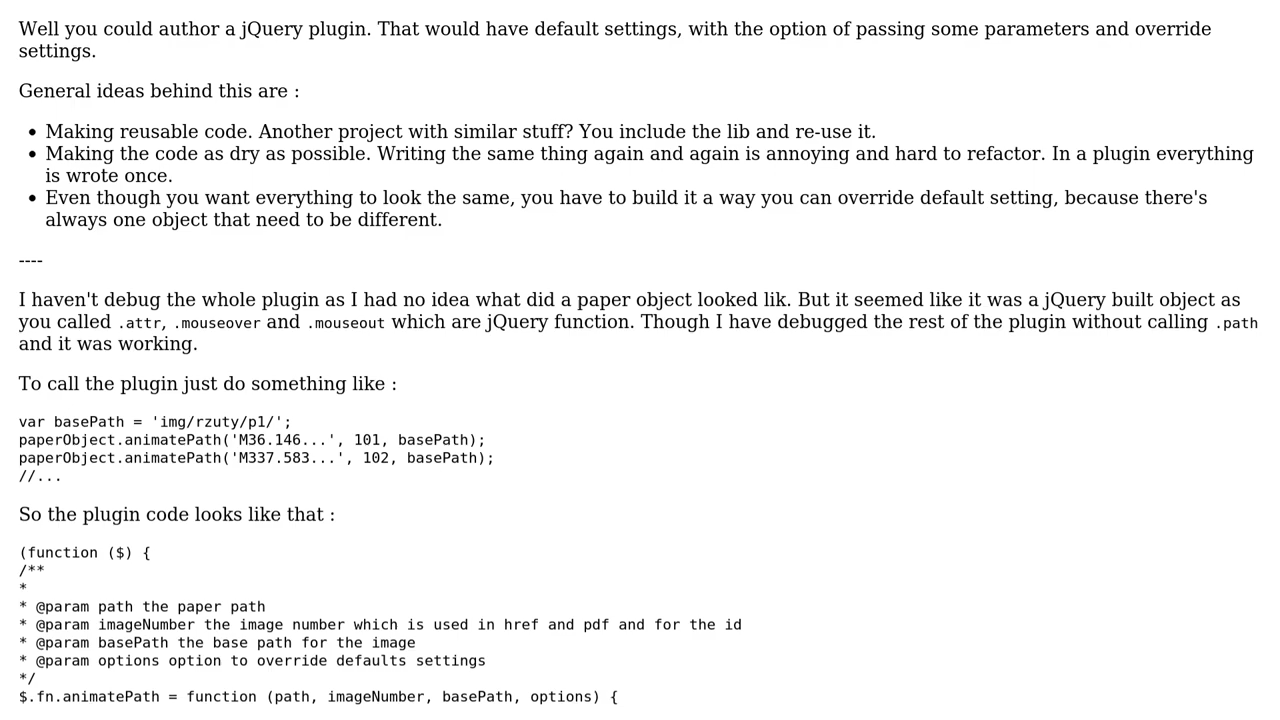 Well you could author a jQuery plugin. That would have default settings, with the option of passing some parameters and override
settings.
General ideas behind this are :
• Making reusable code. Another project with similar stuff? You include the lib and re-use it.
• Making the code as dry as possible. Writing the same thing again and again is annoying and hard to refactor. In a plugin everything
is wrote once.
• Even though you want everything to look the same, you have to build it a way you can override default setting, because there's
always one object that need to be different.
----
I haven't debug the whole plugin as I had no idea what did a paper object looked lik. But it seemed like it was a jQuery built object as
you called .attr, .mouseover and .mouseout which are jQuery function. Though I have debugged the rest of the plugin without calling .path
and it was working.
To call the plugin just do something like :
var basePath = 'img/rzuty/p1/';
paperObject.animatePath('M36.146...', 101, basePath);
paperObject.animatePath('M337.583...', 102, basePath);
//...
So the plugin code looks like that :
(function ($) {
/**
*
* @param path the paper path
* @param imageNumber the image number which is used in href and pdf and for the id
* @param basePath the base path for the image
* @param options option to override defaults settings
*/
$.fn.animatePath = function (path, imageNumber, basePath, options) {